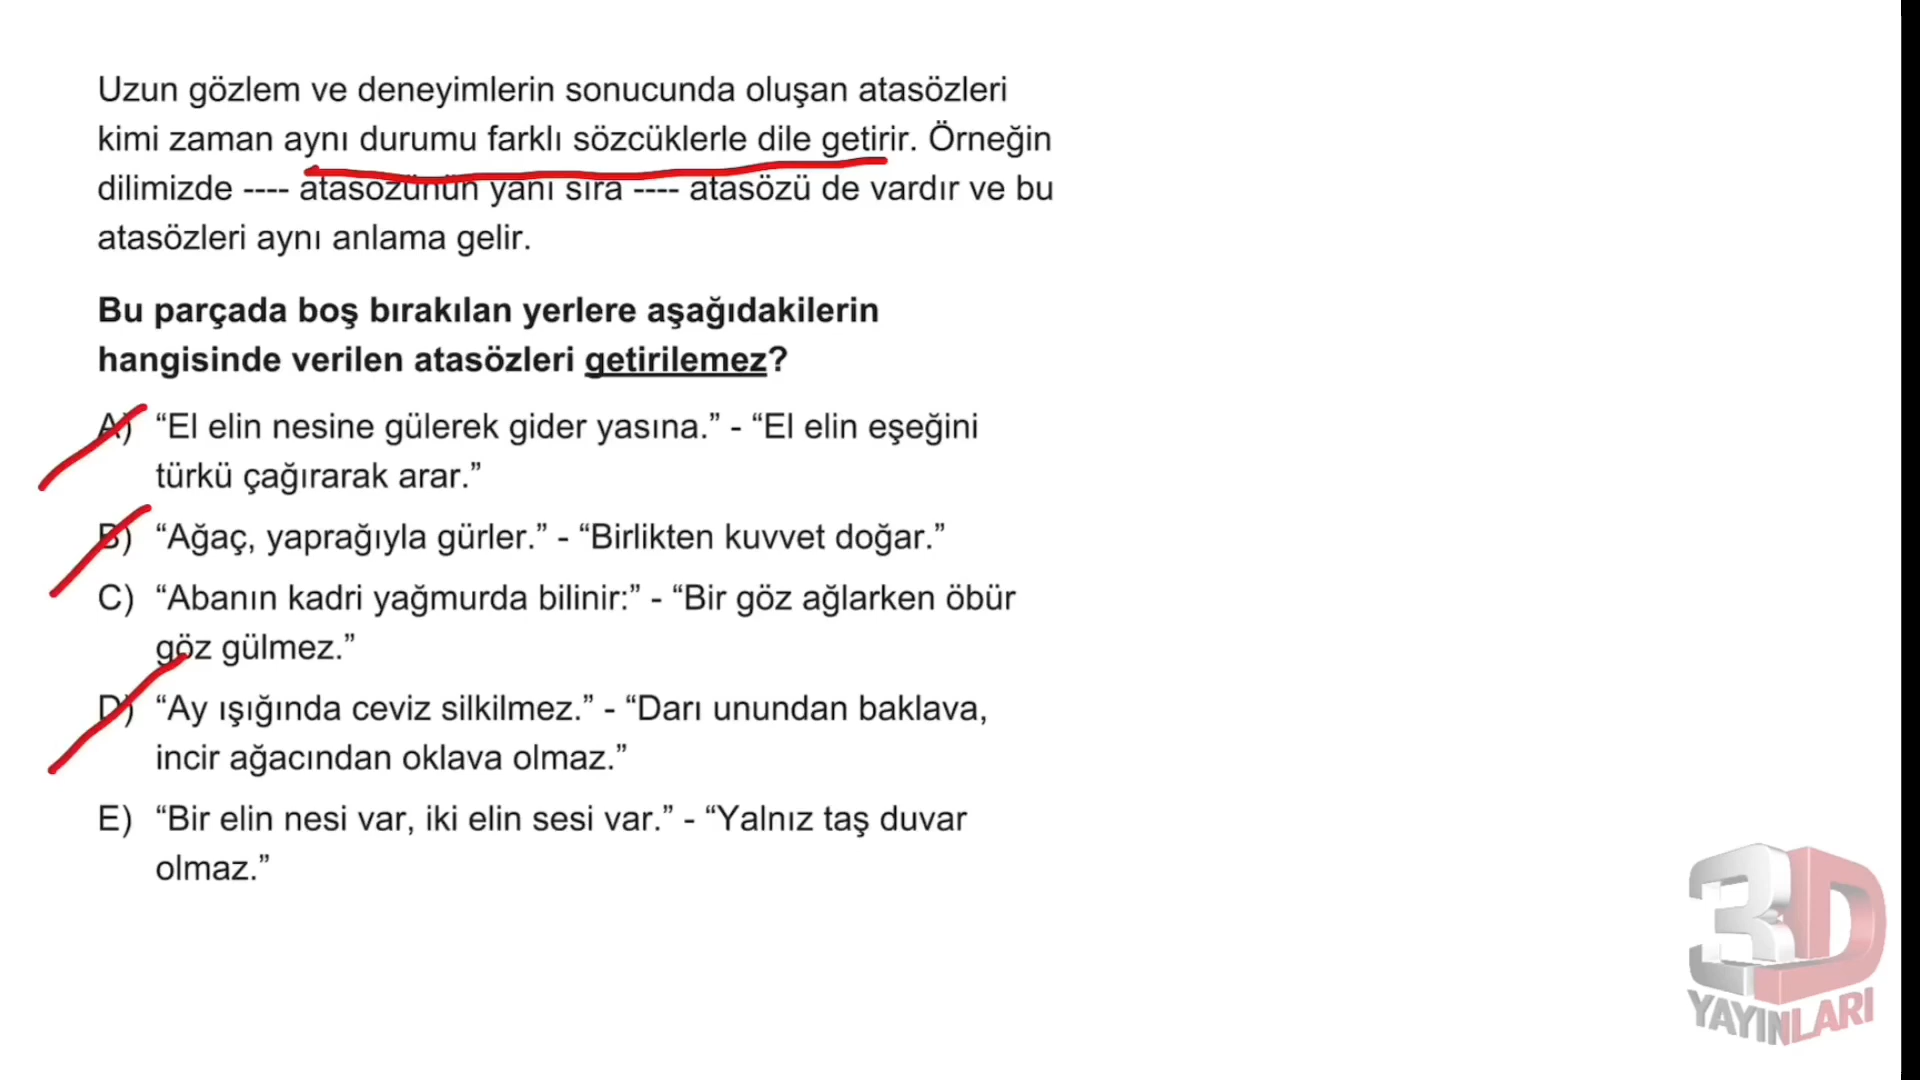 Uzun gözlem ve deneyimlerin sonucunda oluşan atasözleri
kimi zaman aynı durumu farklı sözcüklerle dile getirir. Örneğin
dilimizde ---- atasözünün yanı sıra ---- atasözü de vardır ve bu
atasözleri aynı anlama gelir.
Bu parçada boş bırakılan yerlere aşağıdakilerin
hangisinde verilen atasözleri getirilemez?
A) “El elin nesine gülerek gider yasına.” - “El elin eşeğini
türkü çağırarak arar.”
B) “Ağaç, yaprağıyla gürler.” - “Birlikten kuvvet doğar.”
C) “Abanın kadri yağmurda bilinir:” - “Bir göz ağlarken öbür
göz gülmez.”
D) “Ay ışığında ceviz silkilmez.” - “Darı unundan baklava,
incir ağacından oklava olmaz.”
E) “Bir elin nesi var, iki elin sesi var.” - “Yalnız taş duvar
olmaz.”
3D
YAYINLARI